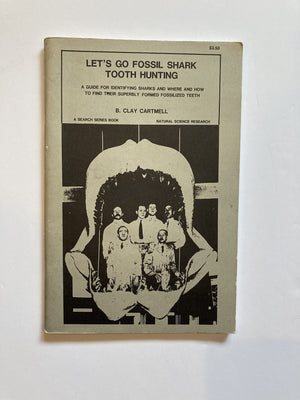 $3.50
LET'S GO FOSSIL SHARK
TOOTH HUNTING
A GUIDE FOR IDENTIFYING SHARKS AND WHERE AND HOW
TO FIND THEIR SUPERBLY FORMED FOSSILIZED TEETH
B. CLAY CARTMELL
A SEARCH SERIES BOOK NATURAL SCIENCE RESEARCH